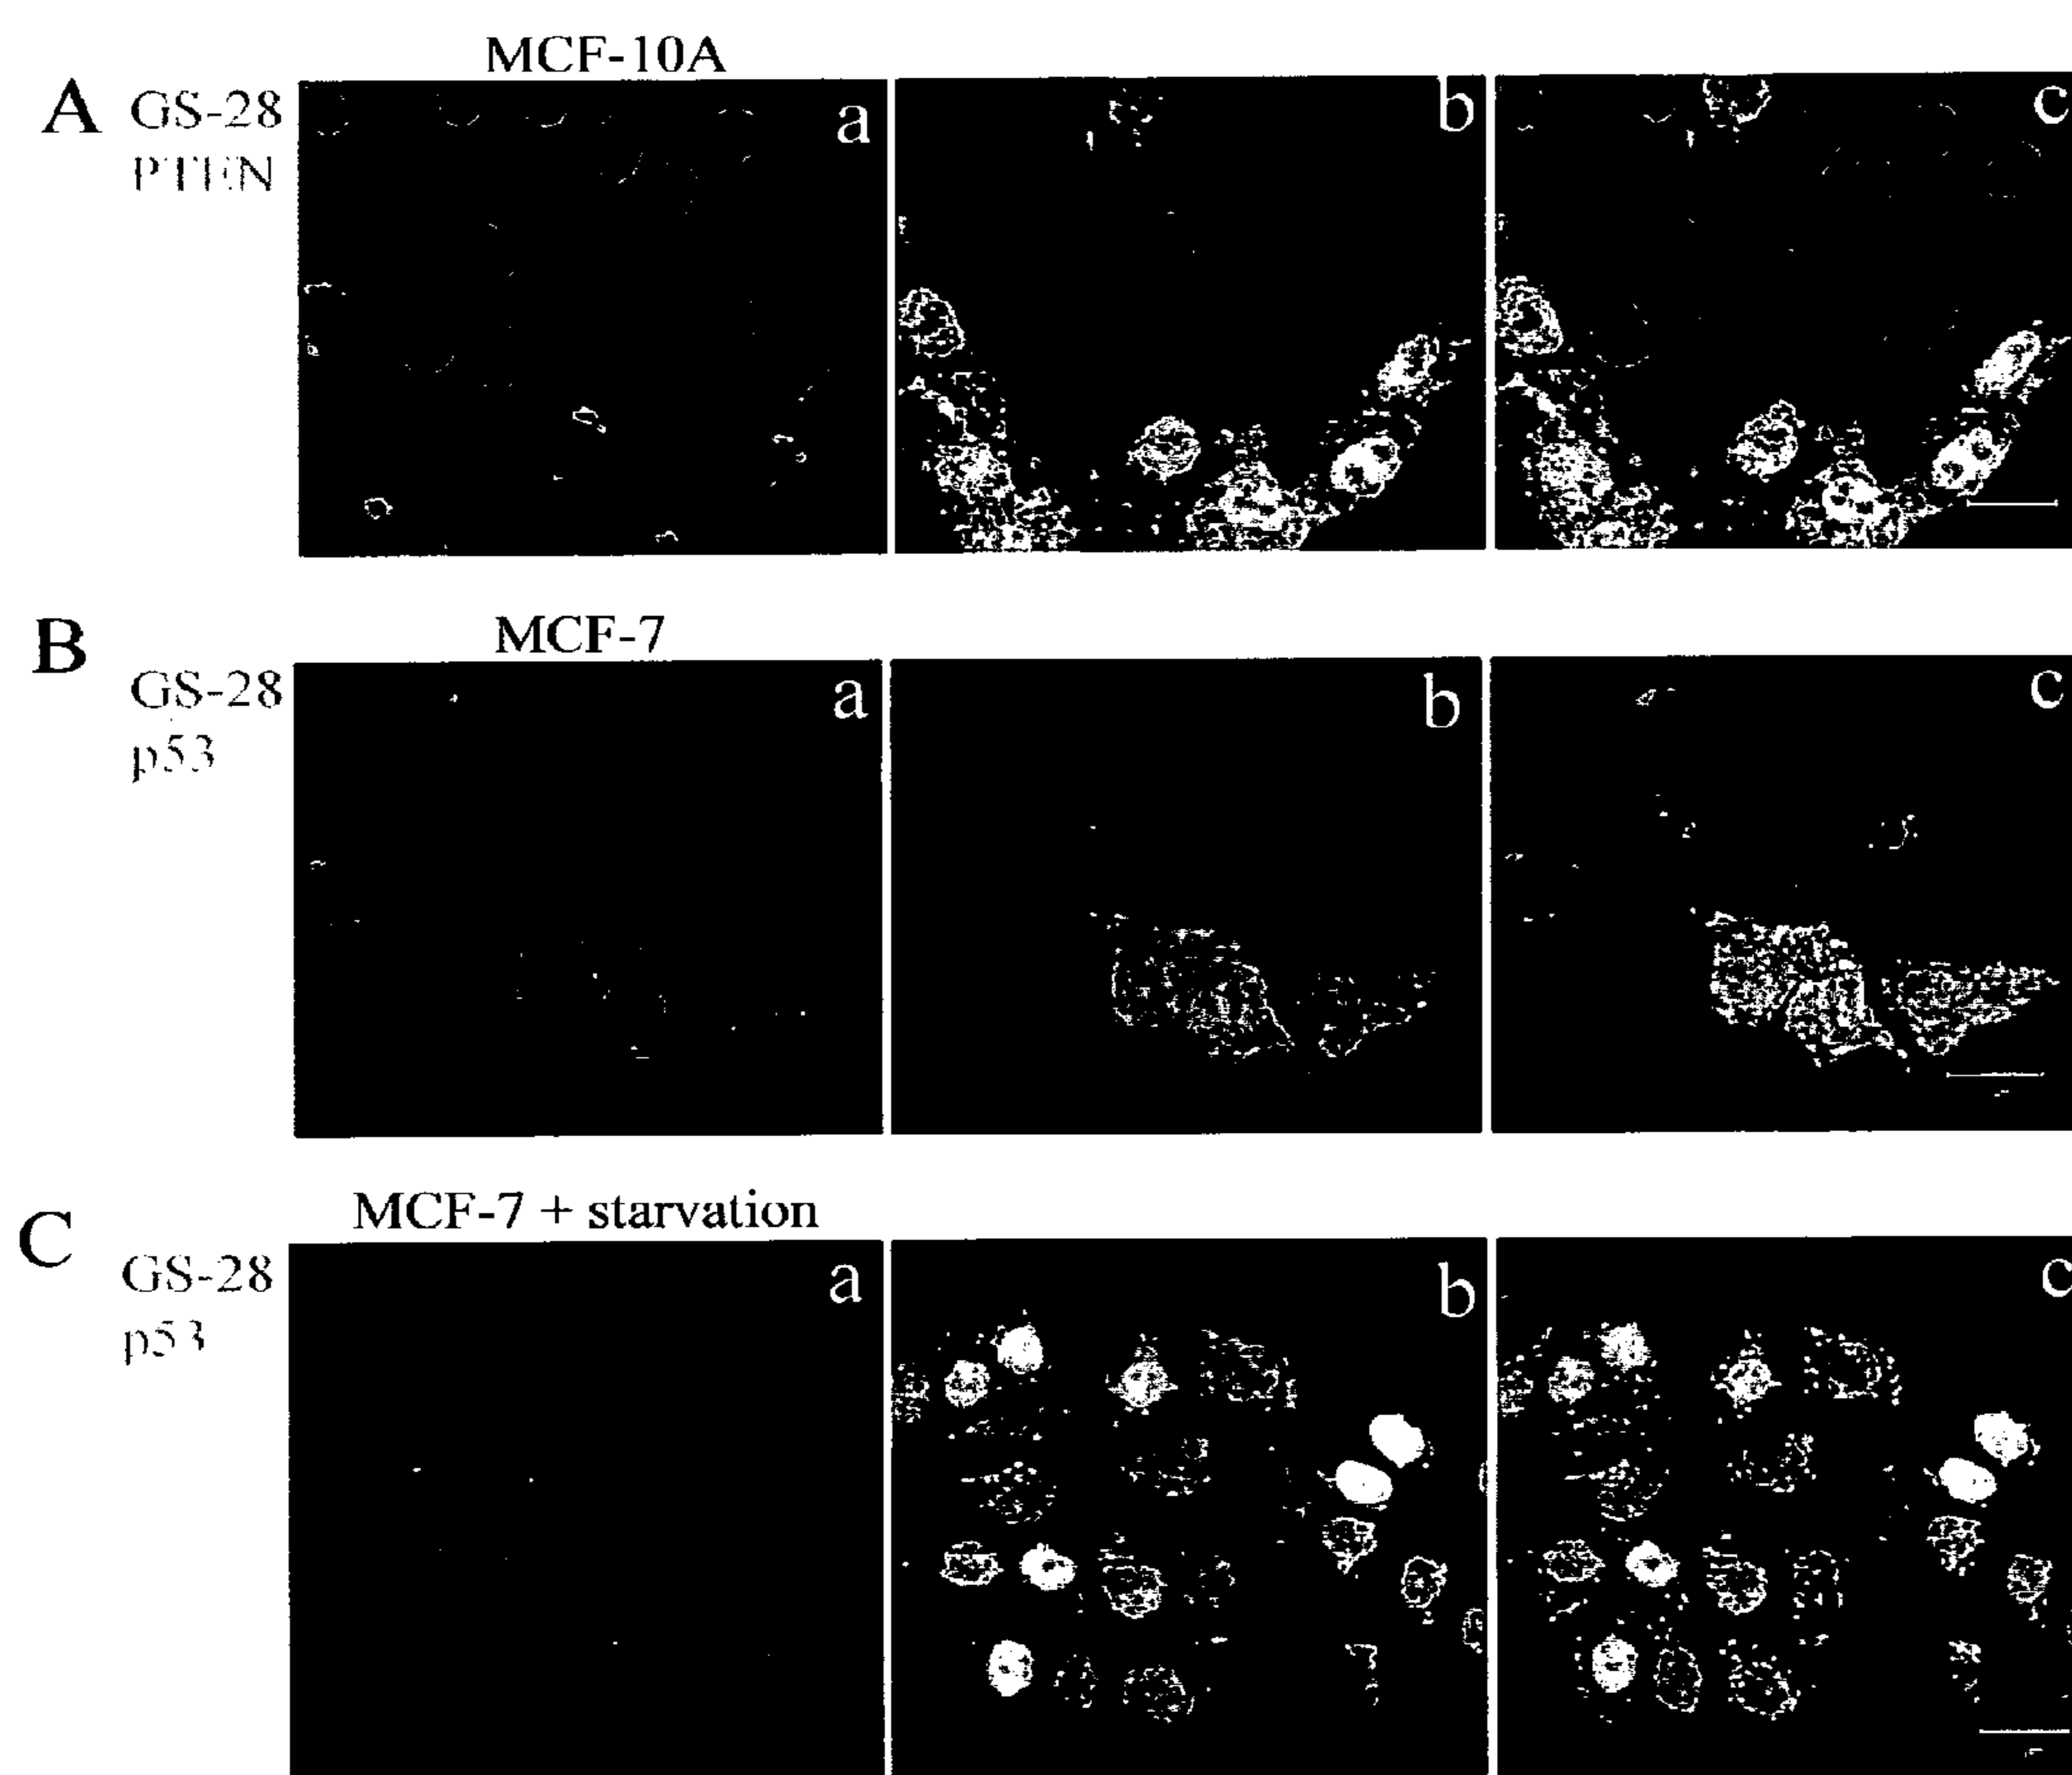 MCF-10A
A GS-28 a b c
PTEN
MCF-7
B
GS-28 a b c
p53
MCF-7 + starvation
C
GS-28 a b c
p53